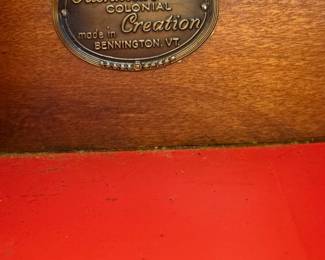 COLONIAL
Creation
made in
BENNINGTON, VT.